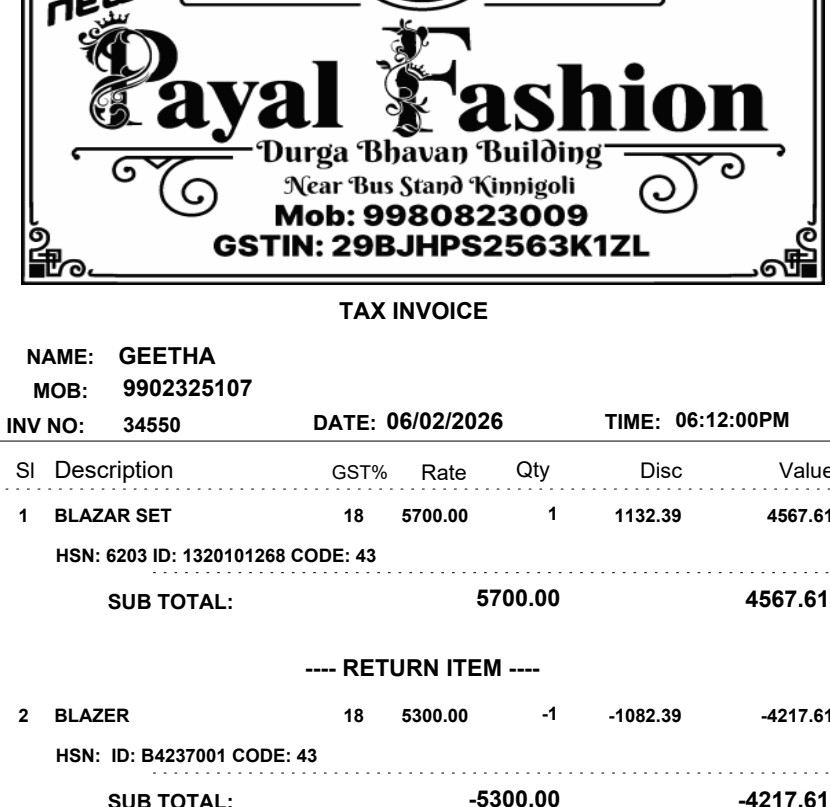 new
Payal Fashion
Durga Bhavan Building
Near Bus Stand Kinnigoli
Mob: 9980823009
GSTIN: 29BJHPS2563K1ZL
TAX INVOICE
NAME: GEETHA
MOB: 9902325107
INV NO: 34550 DATE: 06/02/2026 TIME: 06:12:00PM
Sl Description GST% Rate Qty Disc Value
1 BLAZAR SET 18 5700.00 1 1132.39 4567.61
HSN: 6203 ID: 1320101268 CODE: 43
SUB TOTAL: 5700.00 4567.61
---- RETURN ITEM ----
2 BLAZER 18 5300.00 -1 -1082.39 -4217.61
HSN: ID: B4237001 CODE: 43
SUB TOTAL: -5300.00 -4217.61